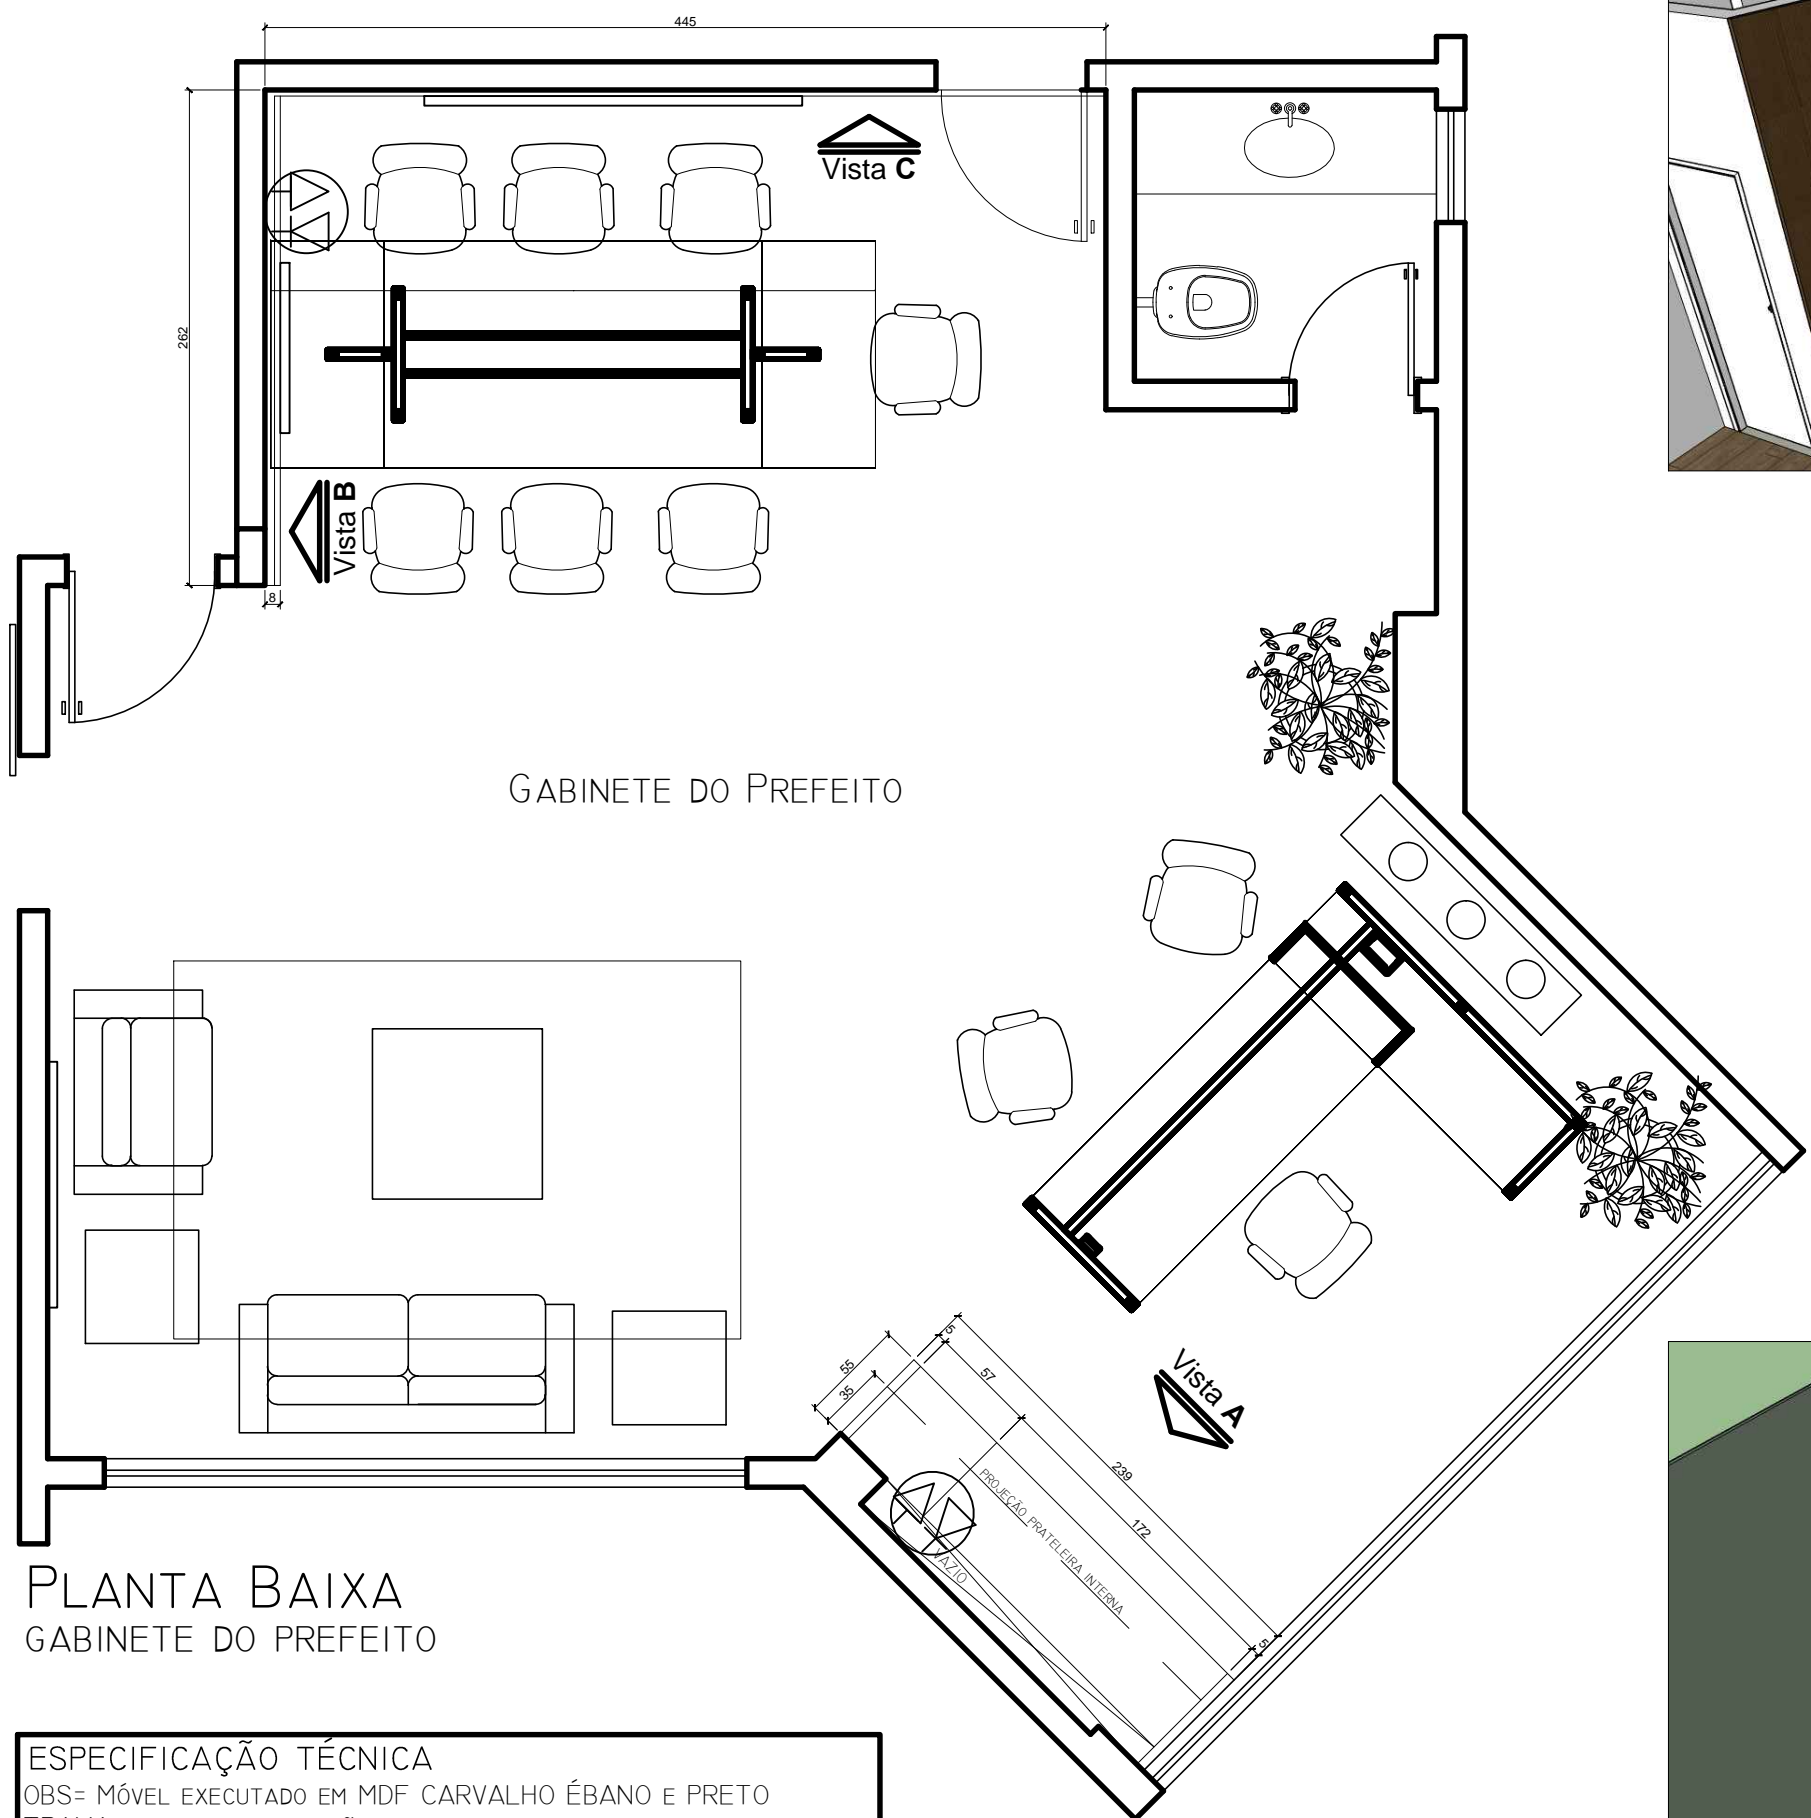 445
Vista C
262
Vista B
8
GABINETE DO PREFEITO
5
55
57
35
Vista A
239
PROJEÇÃO PRATELEIRA INTERNA
172
VAZIO
5
PLANTA BAIXA
GABINETE DO PREFEITO
ESPECIFICAÇÃO TÉCNICA
OBS= MÓVEL EXECUTADO EM MDF CARVALHO ÉBANO E PRETO